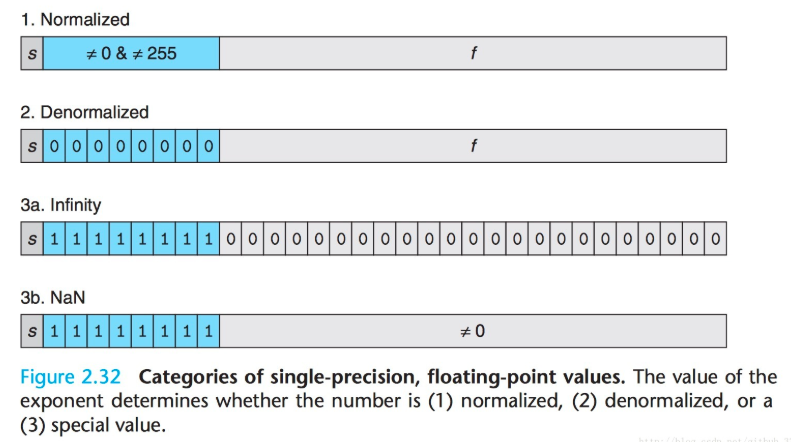 1. Normalized
s ≠ 0 & ≠ 255 f
2. Denormalized
s 0 0 0 0 0 0 0 0 f
3a. Infinity
s 1 1 1 1 1 1 1 1 0 0 0 0 0 0 0 0 0 0 0 0 0 0 0 0 0 0 0 0 0 0 0
3b. NaN
s 1 1 1 1 1 1 1 1 ≠ 0
Figure 2.32 Categories of single-precision, floating-point values. The value of the
exponent determines whether the number is (1) normalized, (2) denormalized, or a
(3) special value.